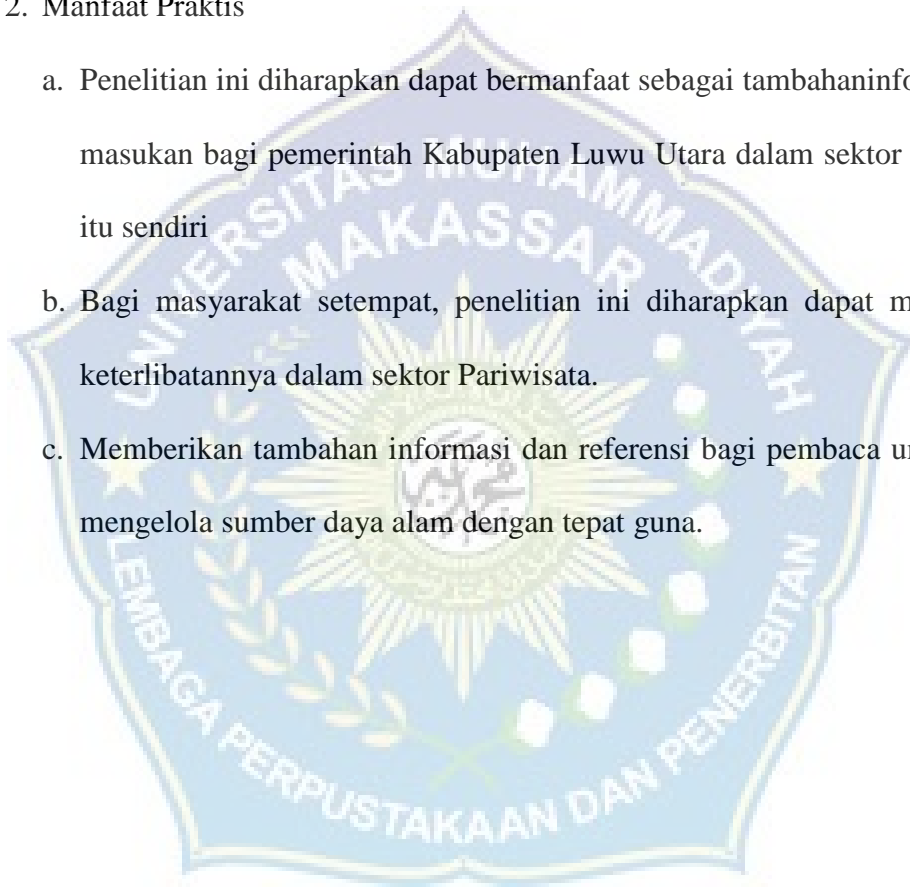 2. Manfaat Praktis
a. Penelitian ini diharapkan dapat bermanfaat sebagai tambahaninfo
masukan bagi pemerintah Kabupaten Luwu Utara dalam sektor
itu sendiri
b. Bagi masyarakat setempat, penelitian ini diharapkan dapat m
keterlibatannya dalam sektor Pariwisata.
c. Memberikan tambahan informasi dan referensi bagi pembaca u
mengelola sumber daya alam dengan tepat guna.
UNIVERSITAS MUHAMMADIYAH
MAKASSAR
LEMBAGA PERPUSTAKAAN DAN PENERBITAN